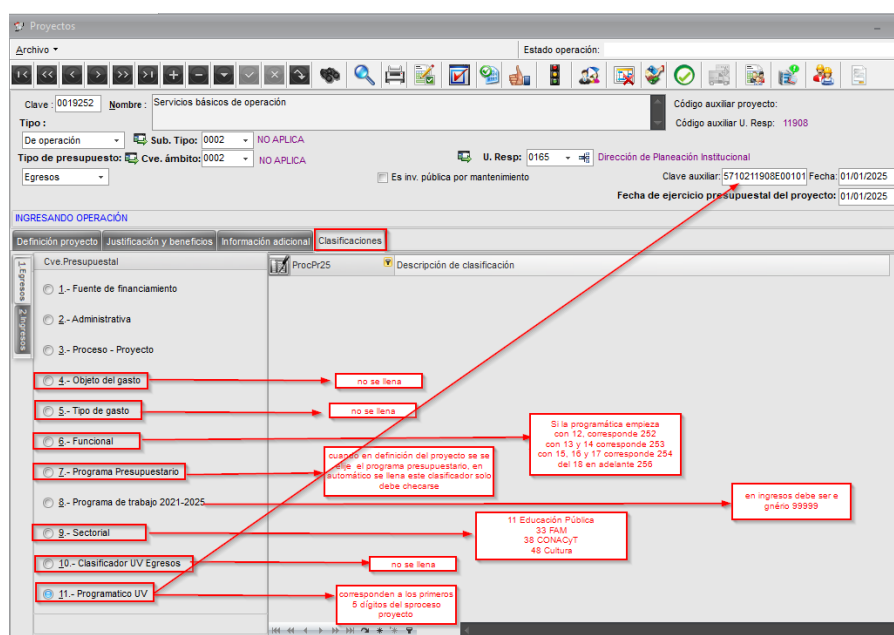 Proyectos
Archivo
Estado operación:
Clave : 0019252 Nombre : Servicios básicos de operación
Código auxiliar proyecto:
Tipo :
Código auxiliar U. Resp: 11908
De operación Sub. Tipo: 0002 NO APLICA
Tipo de presupuesto: Cve. ámbito: 0002 NO APLICA
U. Resp: 0165 Dirección de Planeación Institucional
Egresos
Es inv. pública por mantenimiento
Clave auxiliar: 5710211908E00101 Fecha: 01/01/2025
Fecha de ejercicio presupuestal del proyecto: 01/01/2025
INGRESANDO OPERACIÓN
Definición proyecto Justificación y beneficios Información adicional Clasificaciones
1.Egresos
2.Ingresos
Cve.Presupuestal
ProcPr25 Descripción de clasificación
1.- Fuente de financiamiento
2.- Administrativa
3.- Proceso - Proyecto
4.- Objeto del gasto
no se llena
5.- Tipo de gasto
no se llena
6.- Funcional
Si la programática empieza
con 12, corresponde 252
con 13 y 14 corresponde 253
con 15, 16 y 17 corresponde 254
del 18 en adelante 256
7.- Programa Presupuestario
cuando en definición del proyecto se se
elije el programa presupuestario, en
automático se llena este clasificador solo
debe checarse
8.- Programa de trabajo 2021-2025
en ingresos debe ser e
gnério 99999
9.- Sectorial
11 Educación Pública
33 FAM
38 CONACyT
48 Cultura
10.- Clasificador UV Egresos
no se llena
11.- Programatico UV
corresponden a los primeros
5 dígitos del sproceso
proyecto